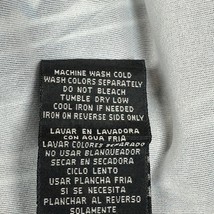 MACHINE WASH COLD
WASH COLORS SEPARATELY
DO NOT BLEACH
TUMBLE DRY LOW
COOL IRON IF NEEDED
IRON ON REVERSE SIDE ONLY
LAVAR EN LAVADORA
CON AGUA FRIA
LAVAR COLORES SEPARADO
NO USAR BLANQUEADOR
SECAR EN SECADORA
CICLO LENTO
USAR PLANCHA FRIA
SI SE NECESITA
PLANCHAR AL REVERSO
SOLAMENTE